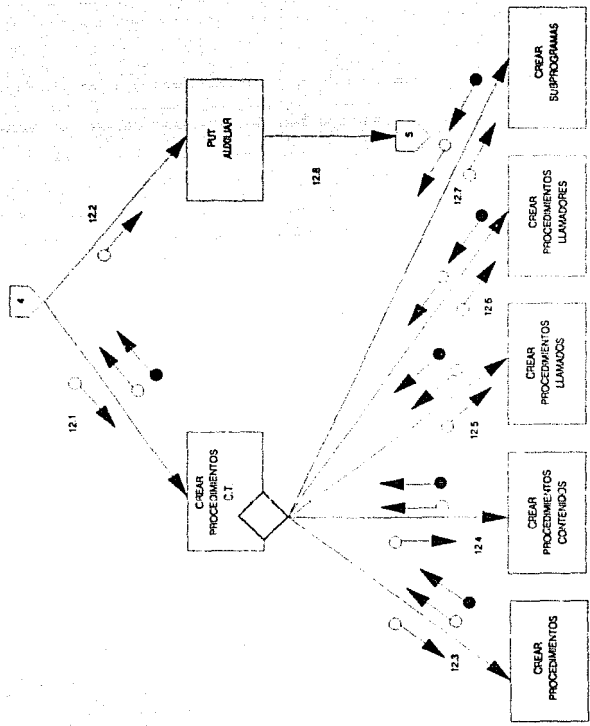 4
12.1
12.2
CREAR
PROCEDIMIENTOS
C.T.
PUT
AUXILIAR
12.8
5
12.3
12.4
12.5
12.6
12.7
CREAR
PROCEDIMIENTOS
CREAR
PROCEDIMIENTOS
CONTENIDOS
CREAR
PROCEDIMIENTOS
LLAMADOS
CREAR
PROCEDIMIENTOS
LLAMADORES
CREAR
SUBPROGRAMAS